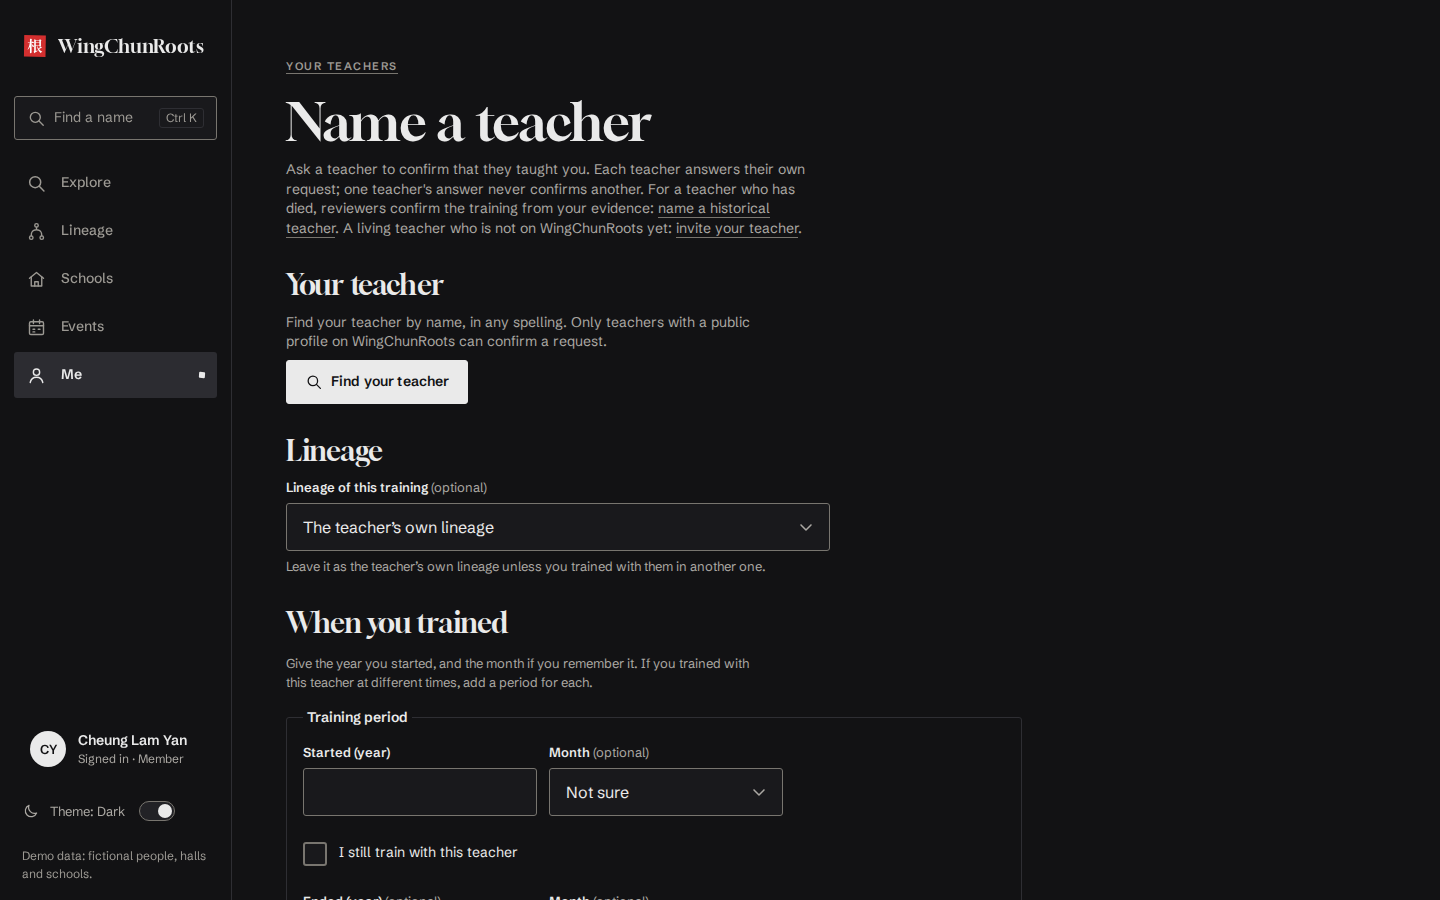 根 WingChunRoots
Find a name Ctrl K
Explore
Lineage
Schools
Events
Me
CY
Cheung Lam Yan
Signed in · Member
Theme: Dark
Demo data: fictional people, halls
and schools.
YOUR TEACHERS
Name a teacher
Ask a teacher to confirm that they taught you. Each teacher answers their own
request; one teacher's answer never confirms another. For a teacher who has
died, reviewers confirm the training from your evidence: name a historical
teacher. A living teacher who is not on WingChunRoots yet: invite your teacher.
Your teacher
Find your teacher by name, in any spelling. Only teachers with a public
profile on WingChunRoots can confirm a request.
Find your teacher
Lineage
Lineage of this training (optional)
The teacher’s own lineage
Leave it as the teacher’s own lineage unless you trained with them in another one.
When you trained
Give the year you started, and the month if you remember it. If you trained with
this teacher at different times, add a period for each.
Training period
Started (year) Month (optional)
Not sure
I still train with this teacher
Ended (year) (optional) Month (optional)